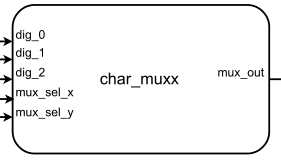 dig_0
dig_1
dig_2
mux_sel_x
mux_sel_y
char_muxx
mux_out